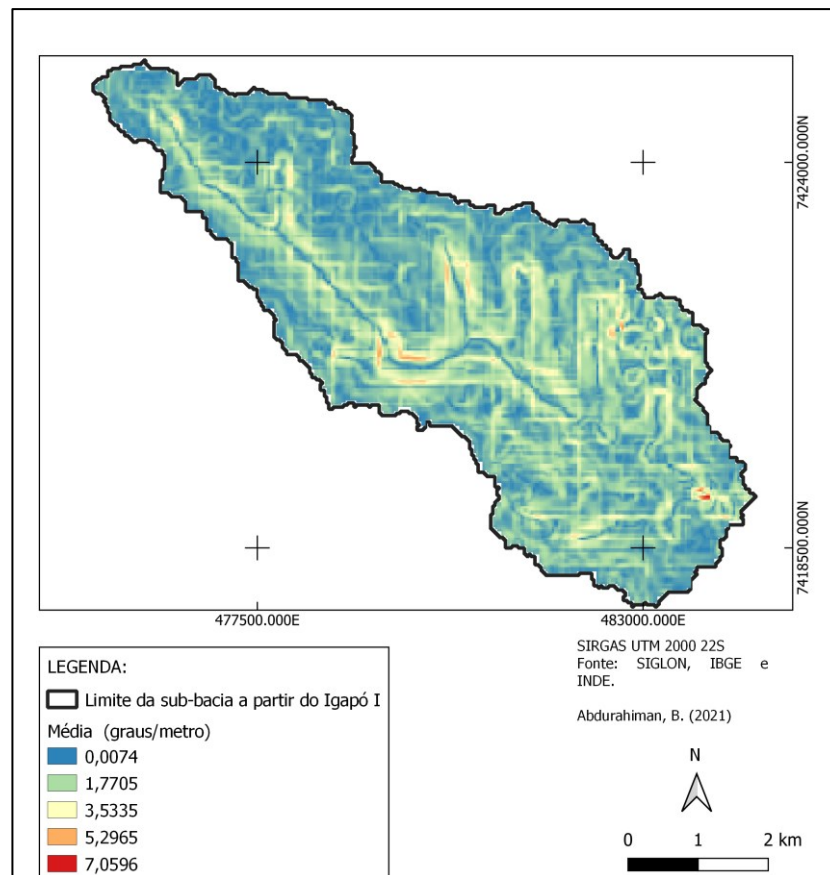 7424000.000N
7418500.000N
477500.000E
483000.000E
LEGENDA:
Limite da sub-bacia a partir do Igapó I
Média (graus/metro)
0,0074
1,7705
3,5335
5,2965
7,0596
SIRGAS UTM 2000 22S
Fonte: SIGLON, IBGE e
INDE.
Abdurahiman, B. (2021)
N
0 1 2 km